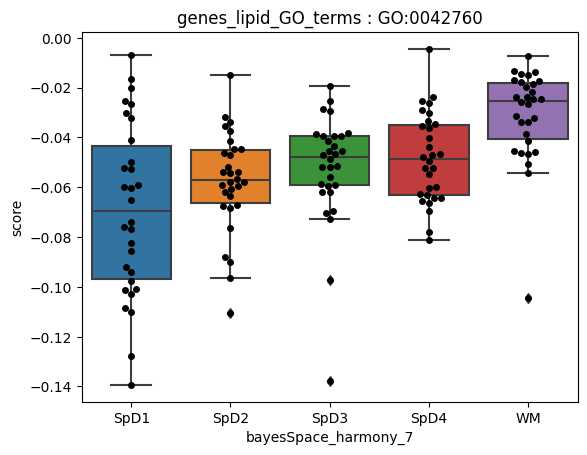 genes_lipid_GO_terms : GO:0042760
0.00
−0.02
−0.04
−0.06
−0.08
−0.10
−0.12
−0.14
score
SpD1 SpD2 SpD3 SpD4 WM
bayesSpace_harmony_7